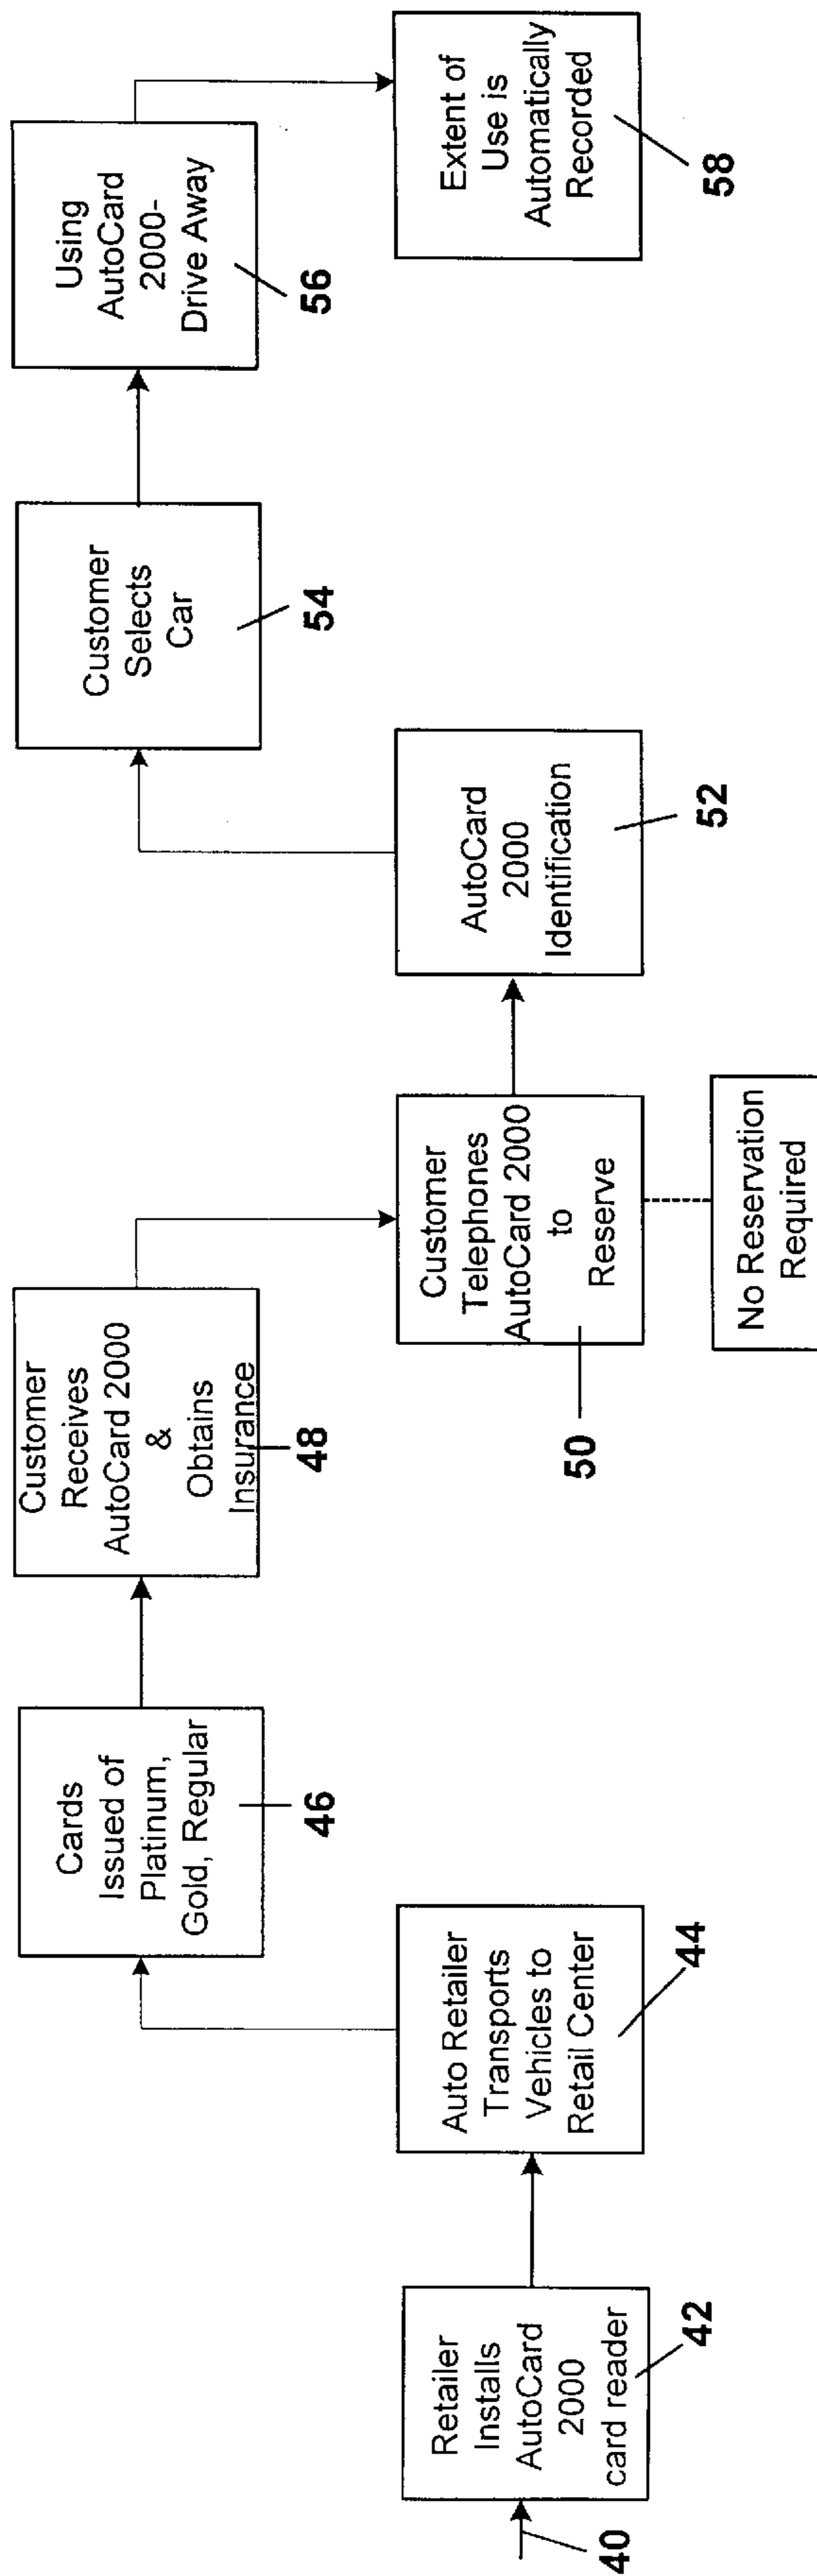 40
Retailer
Installs
AutoCard
2000
card reader
42
Auto Retailer
Transports
Vehicles to
Retail Center
44
Cards
Issued of
Platinum,
Gold, Regular
46
Customer
Receives
AutoCard 2000
&
Obtains
Insurance
48
Customer
Telephones
AutoCard 2000
to
Reserve
50
No Reservation
Required
AutoCard
2000
Identification
52
Customer
Selects
Car
54
Using
AutoCard
2000-
Drive Away
56
Extent of
Use is
Automatically
Recorded
58